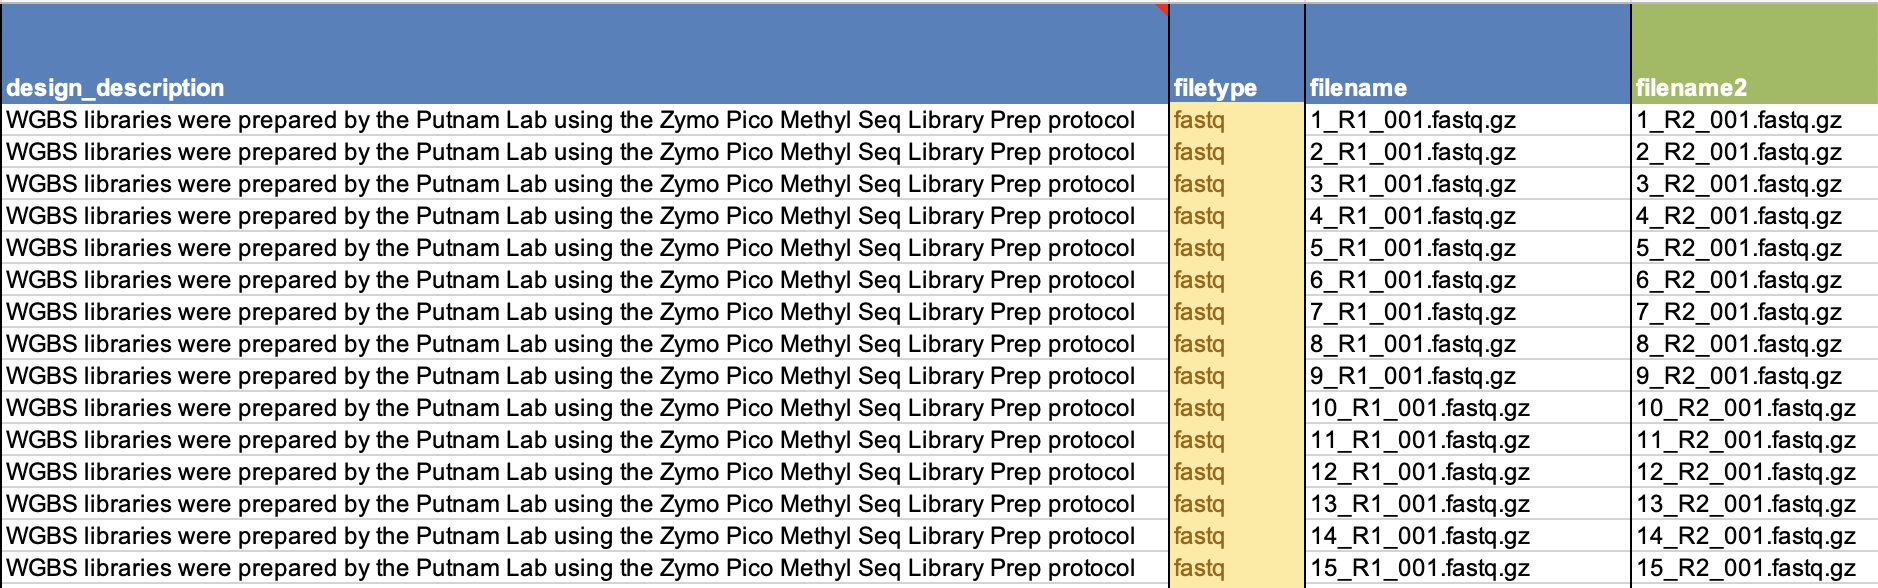 design_description filetype filename filename2
WGBS libraries were prepared by the Putnam Lab using the Zymo Pico Methyl Seq Library Prep protocol fastq 1_R1_001.fastq.gz 1_R2_001.fastq.gz
WGBS libraries were prepared by the Putnam Lab using the Zymo Pico Methyl Seq Library Prep protocol fastq 2_R1_001.fastq.gz 2_R2_001.fastq.gz
WGBS libraries were prepared by the Putnam Lab using the Zymo Pico Methyl Seq Library Prep protocol fastq 3_R1_001.fastq.gz 3_R2_001.fastq.gz
WGBS libraries were prepared by the Putnam Lab using the Zymo Pico Methyl Seq Library Prep protocol fastq 4_R1_001.fastq.gz 4_R2_001.fastq.gz
WGBS libraries were prepared by the Putnam Lab using the Zymo Pico Methyl Seq Library Prep protocol fastq 5_R1_001.fastq.gz 5_R2_001.fastq.gz
WGBS libraries were prepared by the Putnam Lab using the Zymo Pico Methyl Seq Library Prep protocol fastq 6_R1_001.fastq.gz 6_R2_001.fastq.gz
WGBS libraries were prepared by the Putnam Lab using the Zymo Pico Methyl Seq Library Prep protocol fastq 7_R1_001.fastq.gz 7_R2_001.fastq.gz
WGBS libraries were prepared by the Putnam Lab using the Zymo Pico Methyl Seq Library Prep protocol fastq 8_R1_001.fastq.gz 8_R2_001.fastq.gz
WGBS libraries were prepared by the Putnam Lab using the Zymo Pico Methyl Seq Library Prep protocol fastq 9_R1_001.fastq.gz 9_R2_001.fastq.gz
WGBS libraries were prepared by the Putnam Lab using the Zymo Pico Methyl Seq Library Prep protocol fastq 10_R1_001.fastq.gz 10_R2_001.fastq.gz
WGBS libraries were prepared by the Putnam Lab using the Zymo Pico Methyl Seq Library Prep protocol fastq 11_R1_001.fastq.gz 11_R2_001.fastq.gz
WGBS libraries were prepared by the Putnam Lab using the Zymo Pico Methyl Seq Library Prep protocol fastq 12_R1_001.fastq.gz 12_R2_001.fastq.gz
WGBS libraries were prepared by the Putnam Lab using the Zymo Pico Methyl Seq Library Prep protocol fastq 13_R1_001.fastq.gz 13_R2_001.fastq.gz
WGBS libraries were prepared by the Putnam Lab using the Zymo Pico Methyl Seq Library Prep protocol fastq 14_R1_001.fastq.gz 14_R2_001.fastq.gz
WGBS libraries were prepared by the Putnam Lab using the Zymo Pico Methyl Seq Library Prep protocol fastq 15_R1_001.fastq.gz 15_R2_001.fastq.gz